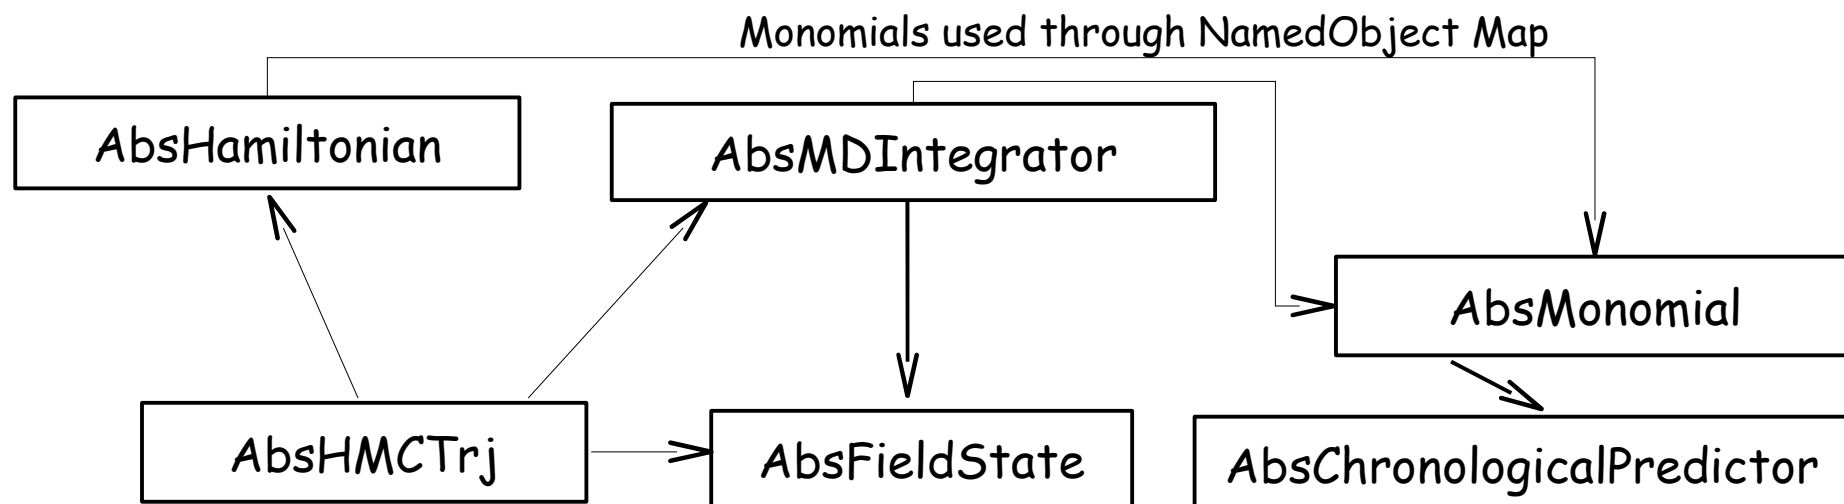 Monomials used through NamedObject Map
AbsHamiltonian
AbsMDIntegrator
AbsMonomial
AbsHMCTrj
AbsFieldState
AbsChronologicalPredictor